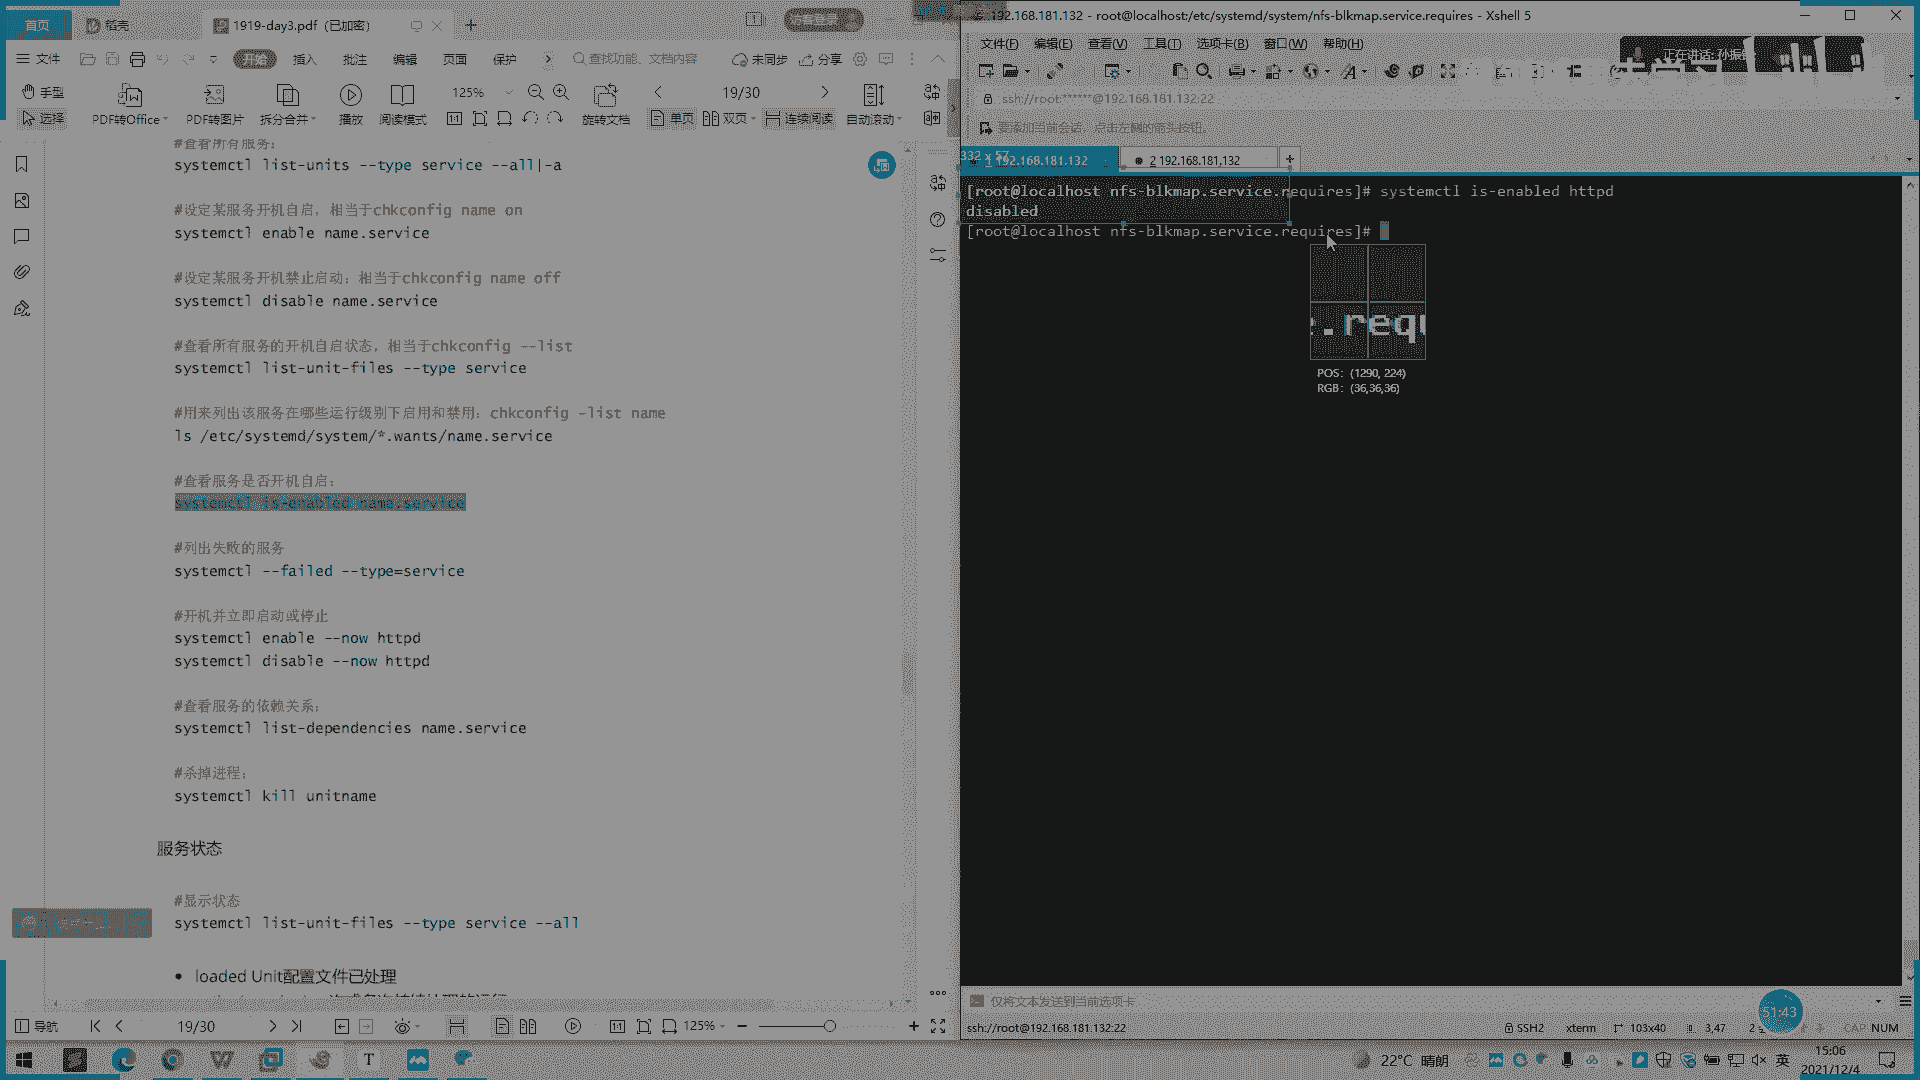 首页
稻壳
1919-day3.pdf（已加密）
访客登录
文件
开始
插入
批注
编辑
页面
保护
查找功能、文档内容
未同步
分享
手型
选择
PDF转Office
PDF转图片
拆分合并
播放
阅读模式
125%
旋转文档
19/30
单页
双页
连续阅读
自动滚动
#查看所有服务：
systemctl list-units --type service --all|-a
#设定某服务开机自启，相当于chkconfig name on
systemctl enable name.service
#设定某服务开机禁止启动：相当于chkconfig name off
systemctl disable name.service
#查看所有服务的开机自启状态，相当于chkconfig --list
systemctl list-unit-files --type service
#用来列出该服务在哪些运行级别下启用和禁用：chkconfig -list name
ls /etc/systemd/system/*.wants/name.service
#查看服务是否开机自启：
systemctl is-enabled name.service
#列出失败的服务
systemctl --failed --type=service
#开机并立即启动或停止
systemctl enable --now httpd
systemctl disable --now httpd
#查看服务的依赖关系：
systemctl list-dependencies name.service
#杀掉进程：
systemctl kill unitname
服务状态
#显示状态
systemctl list-unit-files --type service --all
• loaded Unit配置文件已处理
导航
19/30
125%
192.168.181.132 - root@localhost:/etc/systemd/system/nfs-blkmap.service.requires - Xshell 5
文件(F)
编辑(E)
查看(V)
工具(T)
选项卡(B)
窗口(W)
帮助(H)
正在讲话:
ssh://root:******@192.168.181.132:22
要添加当前会话，点击左侧的箭头按钮。
332 x 57
1 192.168.181.132
2 192.168.181.132
[root@localhost nfs-blkmap.service.requires]# systemctl is-enabled httpd
disabled
[root@localhost nfs-blkmap.service.requires]#
.requ
POS: (1290, 224)
RGB: (36,36,36)
仅将文本发送到当前选项卡
51:43
ssh://root@192.168.181.132:22
SSH2
xterm
103x40
3,47
CAP
NUM
22°C 晴朗
英
15:06
2021/12/4